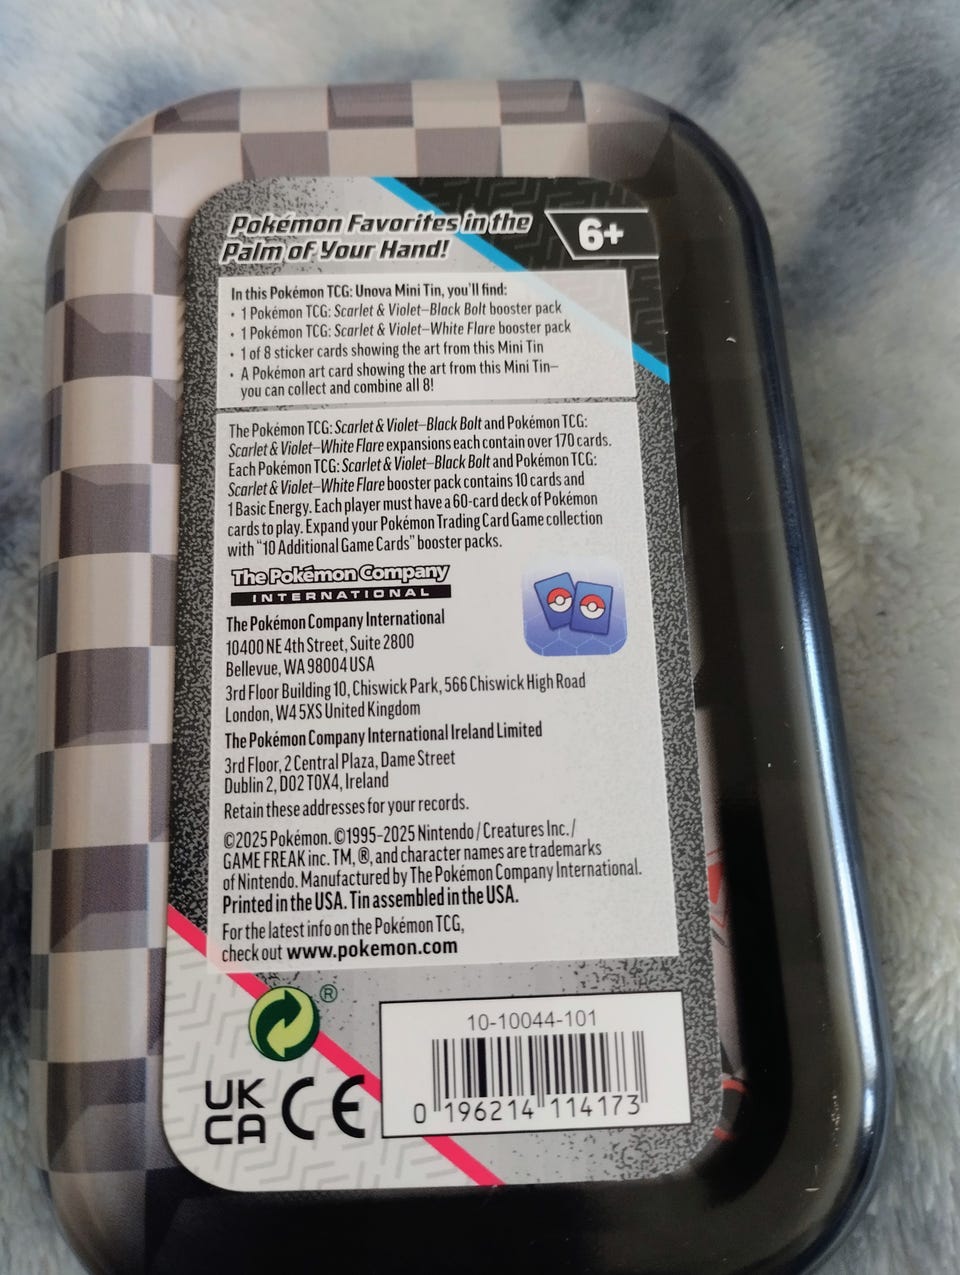 Pokémon Favorites in the
Palm of Your Hand!
6+
In this Pokémon TCG: Unova Mini Tin, you'll find:
• 1 Pokémon TCG: Scarlet & Violet—Black Bolt booster pack
• 1 Pokémon TCG: Scarlet & Violet—White Flare booster pack
• 1 of 8 sticker cards showing the art from this Mini Tin
• A Pokémon art card showing the art from this Mini Tin—
you can collect and combine all 8!
The Pokémon TCG: Scarlet & Violet—Black Bolt and Pokémon TCG:
Scarlet & Violet—White Flare expansions each contain over 170 cards.
Each Pokémon TCG: Scarlet & Violet—Black Bolt and Pokémon TCG:
Scarlet & Violet—White Flare booster pack contains 10 cards and
1 Basic Energy. Each player must have a 60-card deck of Pokémon
cards to play. Expand your Pokémon Trading Card Game collection
with "10 Additional Game Cards" booster packs.
The Pokémon Company
INTERNATIONAL
The Pokémon Company International
10400 NE 4th Street, Suite 2800
Bellevue, WA 98004 USA
3rd Floor Building 10, Chiswick Park, 566 Chiswick High Road
London, W4 5XS United Kingdom
The Pokémon Company International Ireland Limited
3rd Floor, 2 Central Plaza, Dame Street
Dublin 2, D02 T0X4, Ireland
Retain these addresses for your records.
©2025 Pokémon. ©1995–2025 Nintendo / Creatures Inc. /
GAME FREAK inc. TM, ®, and character names are trademarks
of Nintendo. Manufactured by The Pokémon Company International.
Printed in the USA. Tin assembled in the USA.
For the latest info on the Pokémon TCG,
check out www.pokemon.com
®
UK
CA
CE
10-10044-101
0 196214 114173